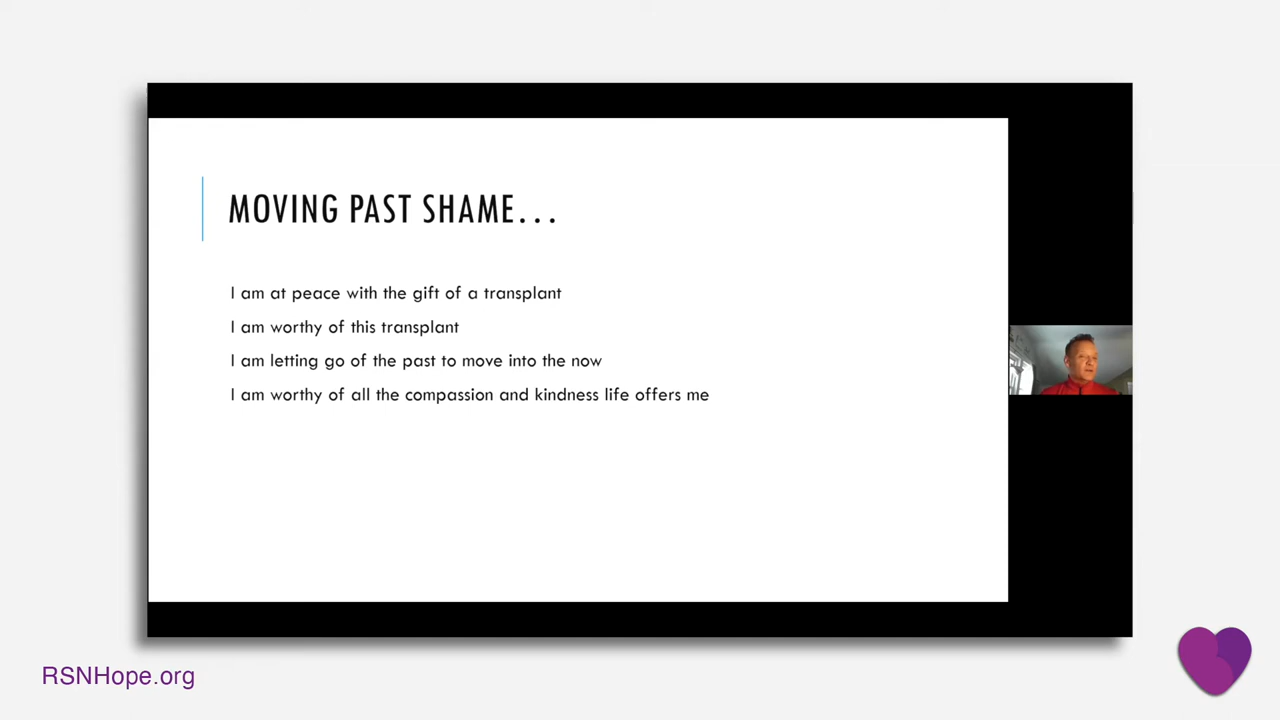 MOVING PAST SHAME...
I am at peace with the gift of a transplant
I am worthy of this transplant
I am letting go of the past to move into the now
I am worthy of all the compassion and kindness life offers me
RSNHope.org